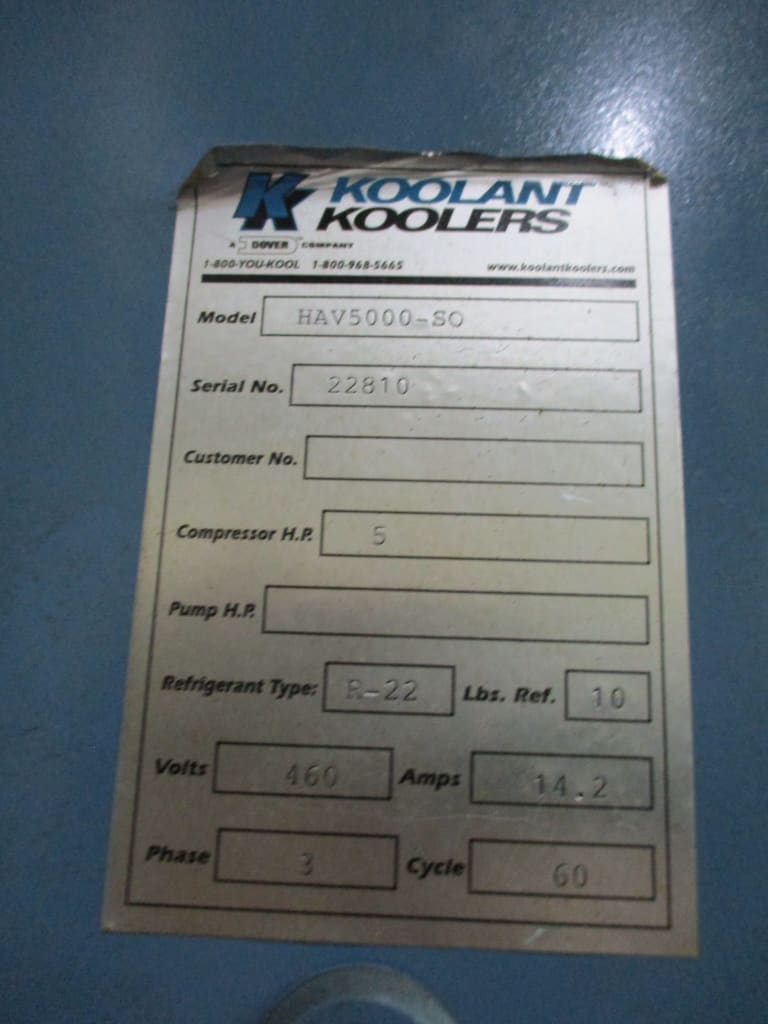 K KOOLANT
KOOLERS
A DOVER COMPANY
1-800-YOU-KOOL 1-800-968-5665 www.koolantkoolers.com
Model HAV5000-SO
Serial No. 22810
Customer No.
Compressor H.P. 5
Pump H.P.
Refrigerant Type: R-22 Lbs. Ref. 10
Volts 460 Amps 14.2
Phase 3 Cycle 60